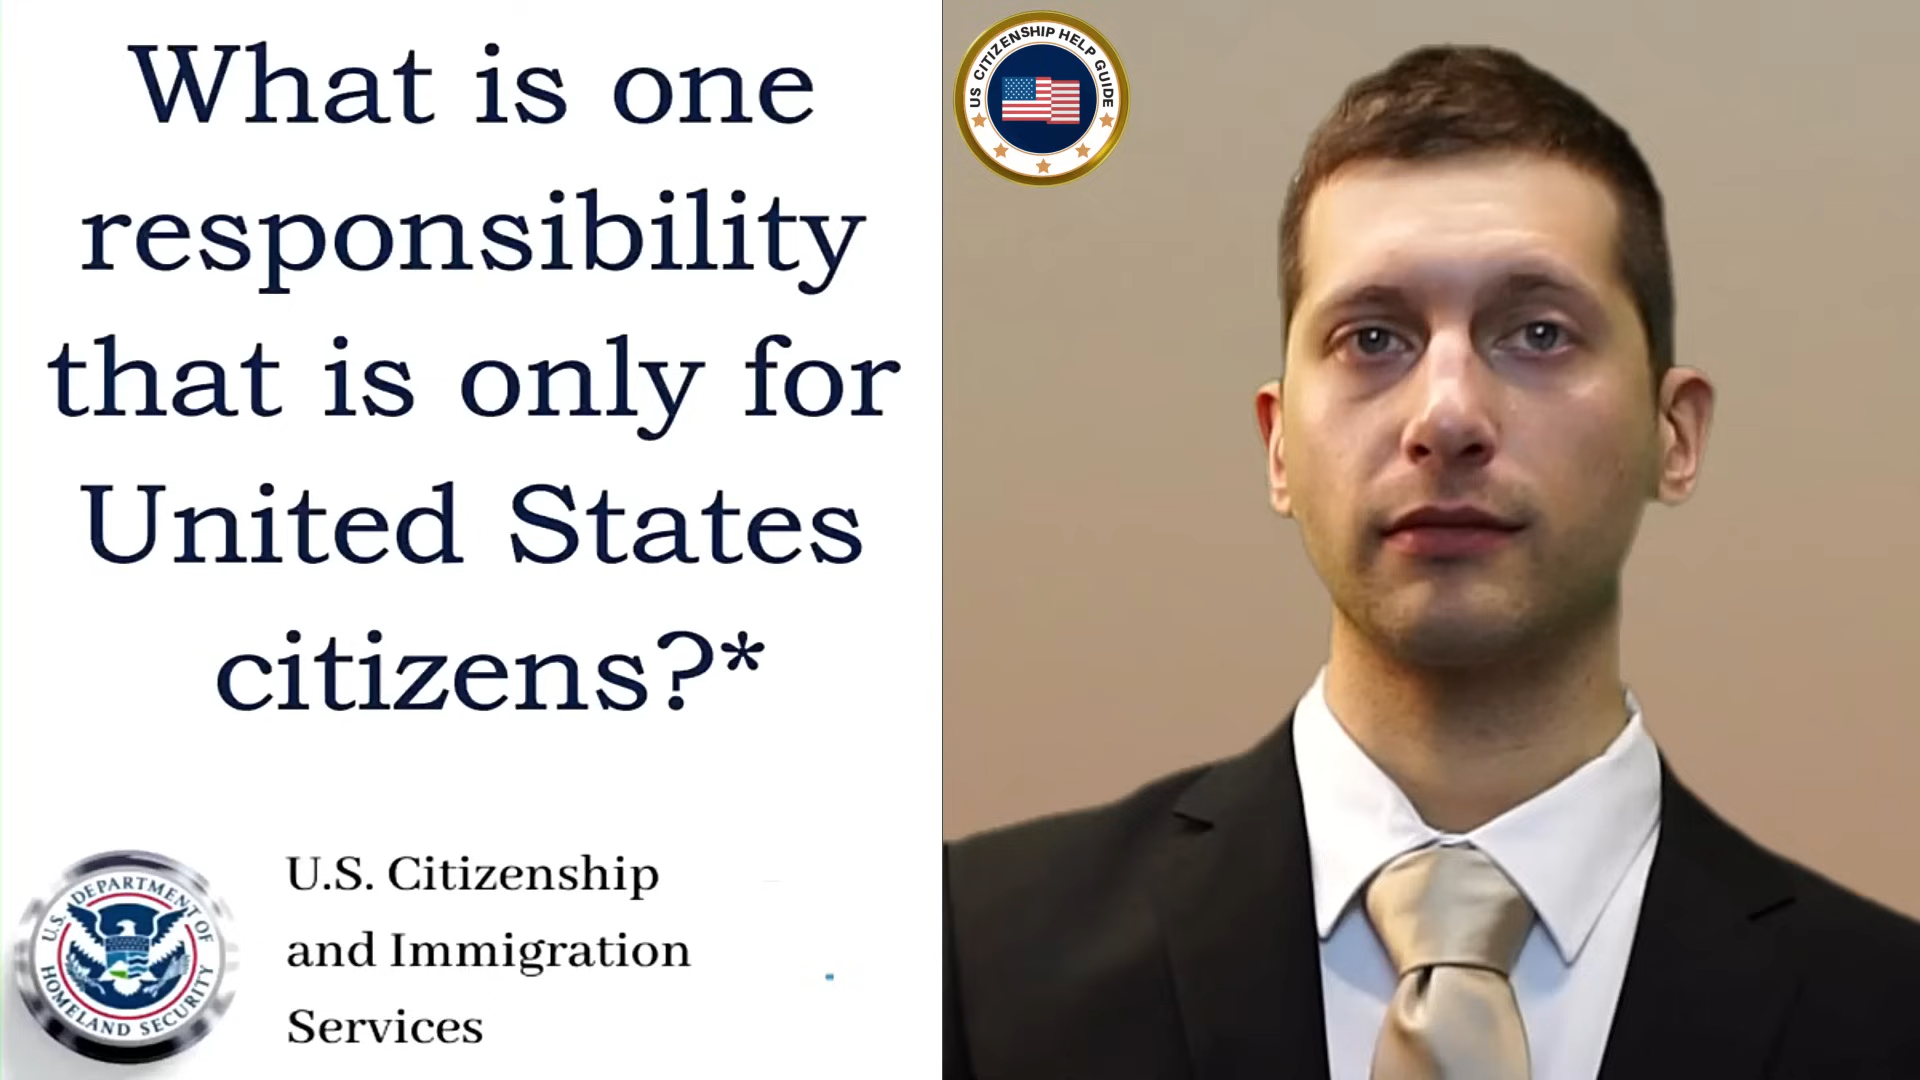 What is one
responsibility
that is only for
United States
citizens?*
U.S. DEPARTMENT OF
HOMELAND SECURITY
U.S. Citizenship
and Immigration
Services
US CITIZENSHIP HELP GUIDE